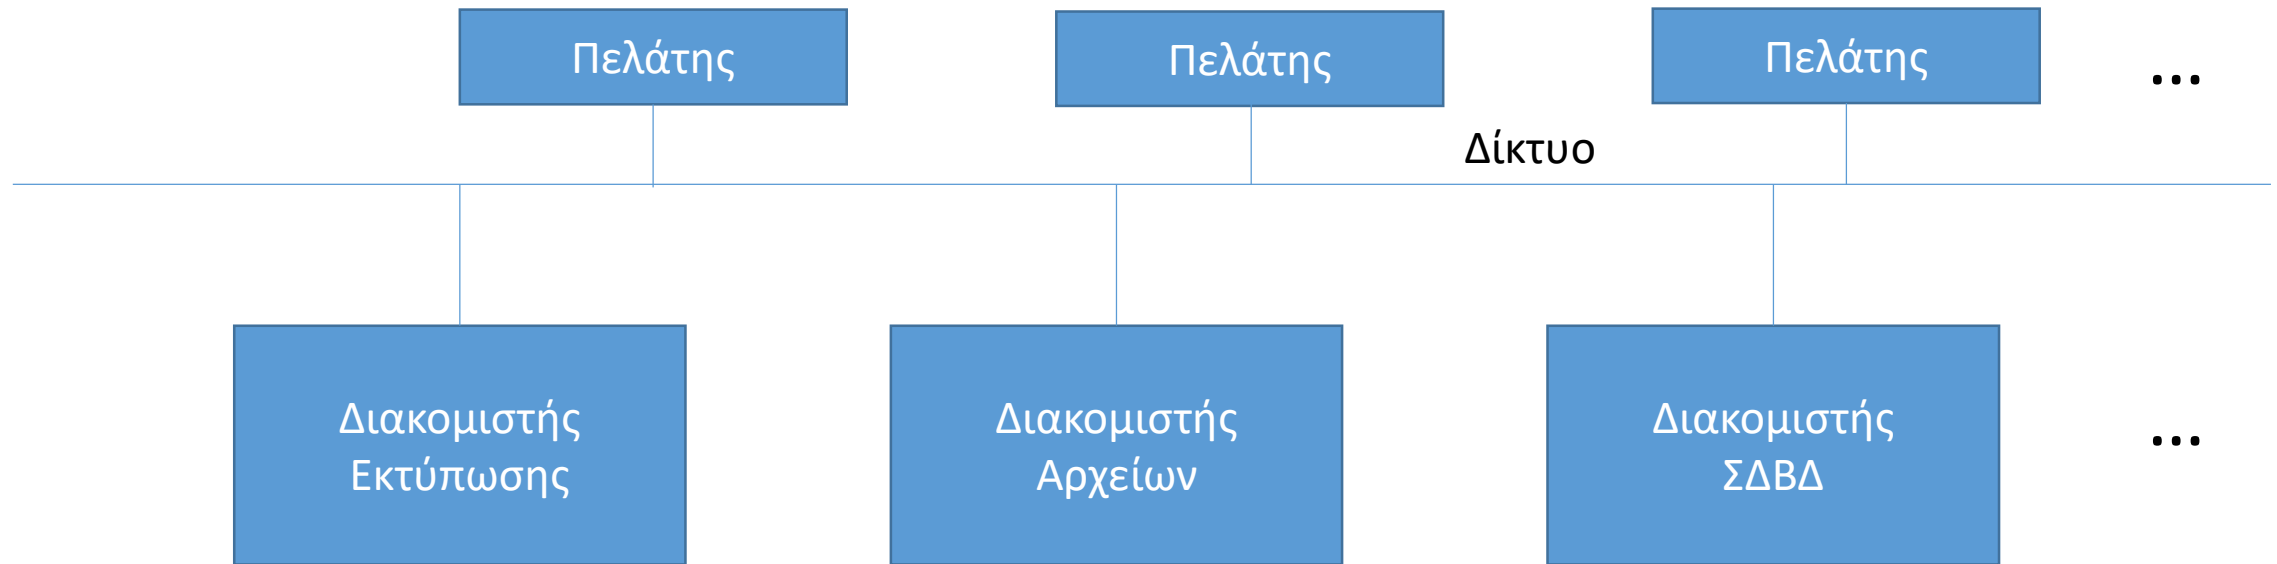 Πελάτης
Πελάτης
Πελάτης
...
Δίκτυο
Διακομιστής
Εκτύπωσης
Διακομιστής
Αρχείων
Διακομιστής
ΣΔΒΔ
...